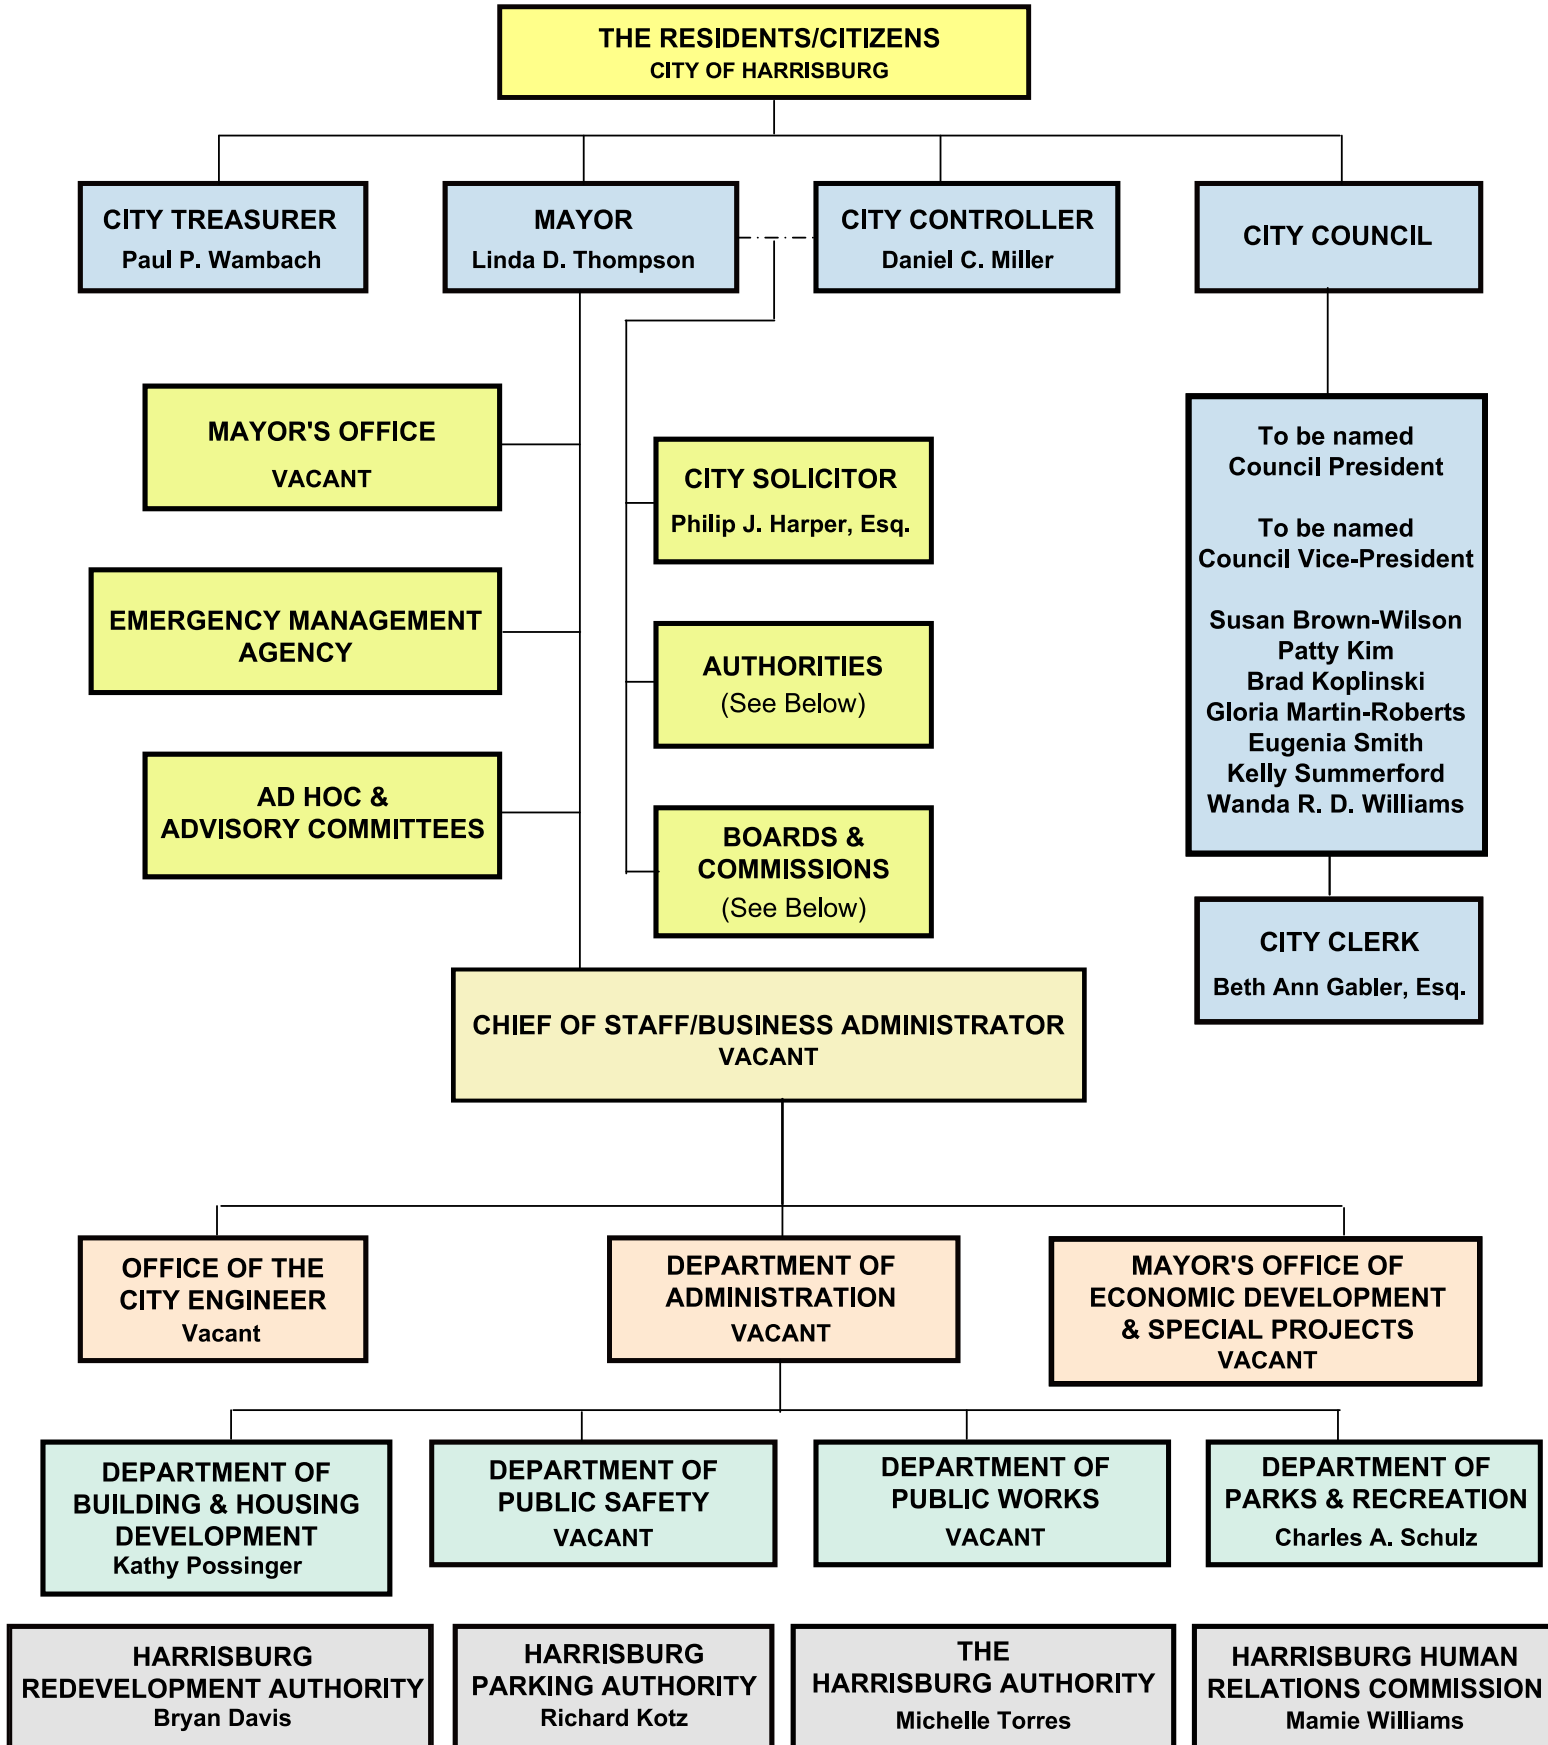 THE RESIDENTS/CITIZENS
CITY OF HARRISBURG
CITY TREASURER
Paul P. Wambach
MAYOR
Linda D. Thompson
CITY CONTROLLER
Daniel C. Miller
CITY COUNCIL
MAYOR'S OFFICE
VACANT
EMERGENCY MANAGEMENT
AGENCY
AD HOC &
ADVISORY COMMITTEES
CITY SOLICITOR
Philip J. Harper, Esq.
AUTHORITIES
(See Below)
BOARDS &
COMMISSIONS
(See Below)
To be named
Council President
To be named
Council Vice-President
Susan Brown-Wilson
Patty Kim
Brad Koplinski
Gloria Martin-Roberts
Eugenia Smith
Kelly Summerford
Wanda R. D. Williams
CITY CLERK
Beth Ann Gabler, Esq.
CHIEF OF STAFF/BUSINESS ADMINISTRATOR
VACANT
OFFICE OF THE
CITY ENGINEER
Vacant
DEPARTMENT OF
ADMINISTRATION
VACANT
MAYOR'S OFFICE OF
ECONOMIC DEVELOPMENT
& SPECIAL PROJECTS
VACANT
DEPARTMENT OF
BUILDING & HOUSING
DEVELOPMENT
Kathy Possinger
DEPARTMENT OF
PUBLIC SAFETY
VACANT
DEPARTMENT OF
PUBLIC WORKS
VACANT
DEPARTMENT OF
PARKS & RECREATION
Charles A. Schulz
HARRISBURG
REDEVELOPMENT AUTHORITY
Bryan Davis
HARRISBURG
PARKING AUTHORITY
Richard Kotz
THE
HARRISBURG AUTHORITY
Michelle Torres
HARRISBURG HUMAN
RELATIONS COMMISSION
Mamie Williams